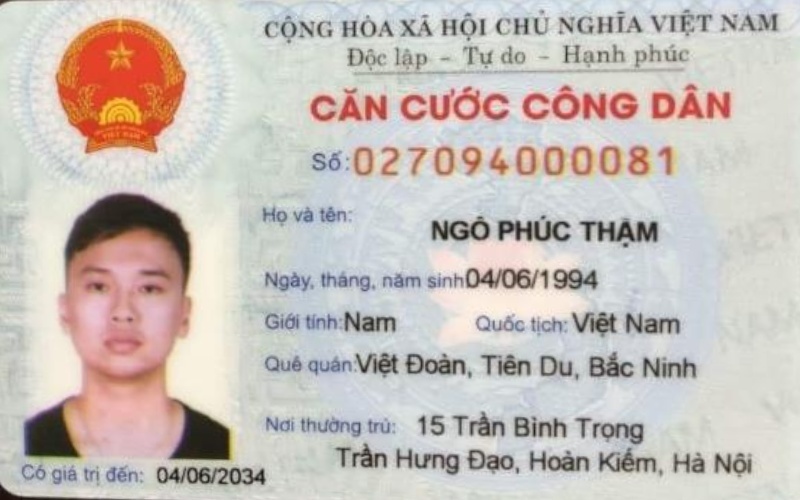 CỘNG HÒA XÃ HỘI CHỦ NGHĨA VIỆT NAM
Độc lập - Tự do - Hạnh phúc
CĂN CƯỚC CÔNG DÂN
Số: 027094000081
Họ và tên:
NGÔ PHÚC THẬM
Ngày, tháng, năm sinh 04/06/1994
Giới tính: Nam Quốc tịch: Việt Nam
Quê quán: Việt Đoàn, Tiên Du, Bắc Ninh
Nơi thường trú: 15 Trần Bình Trọng
Trần Hưng Đạo, Hoàn Kiếm, Hà Nội
Có giá trị đến: 04/06/2034